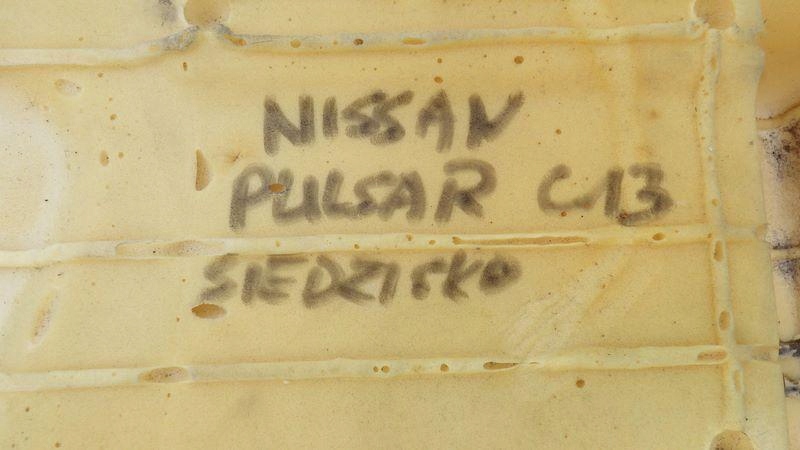 NISSAN
PULSAR C13
SIEDZISKO